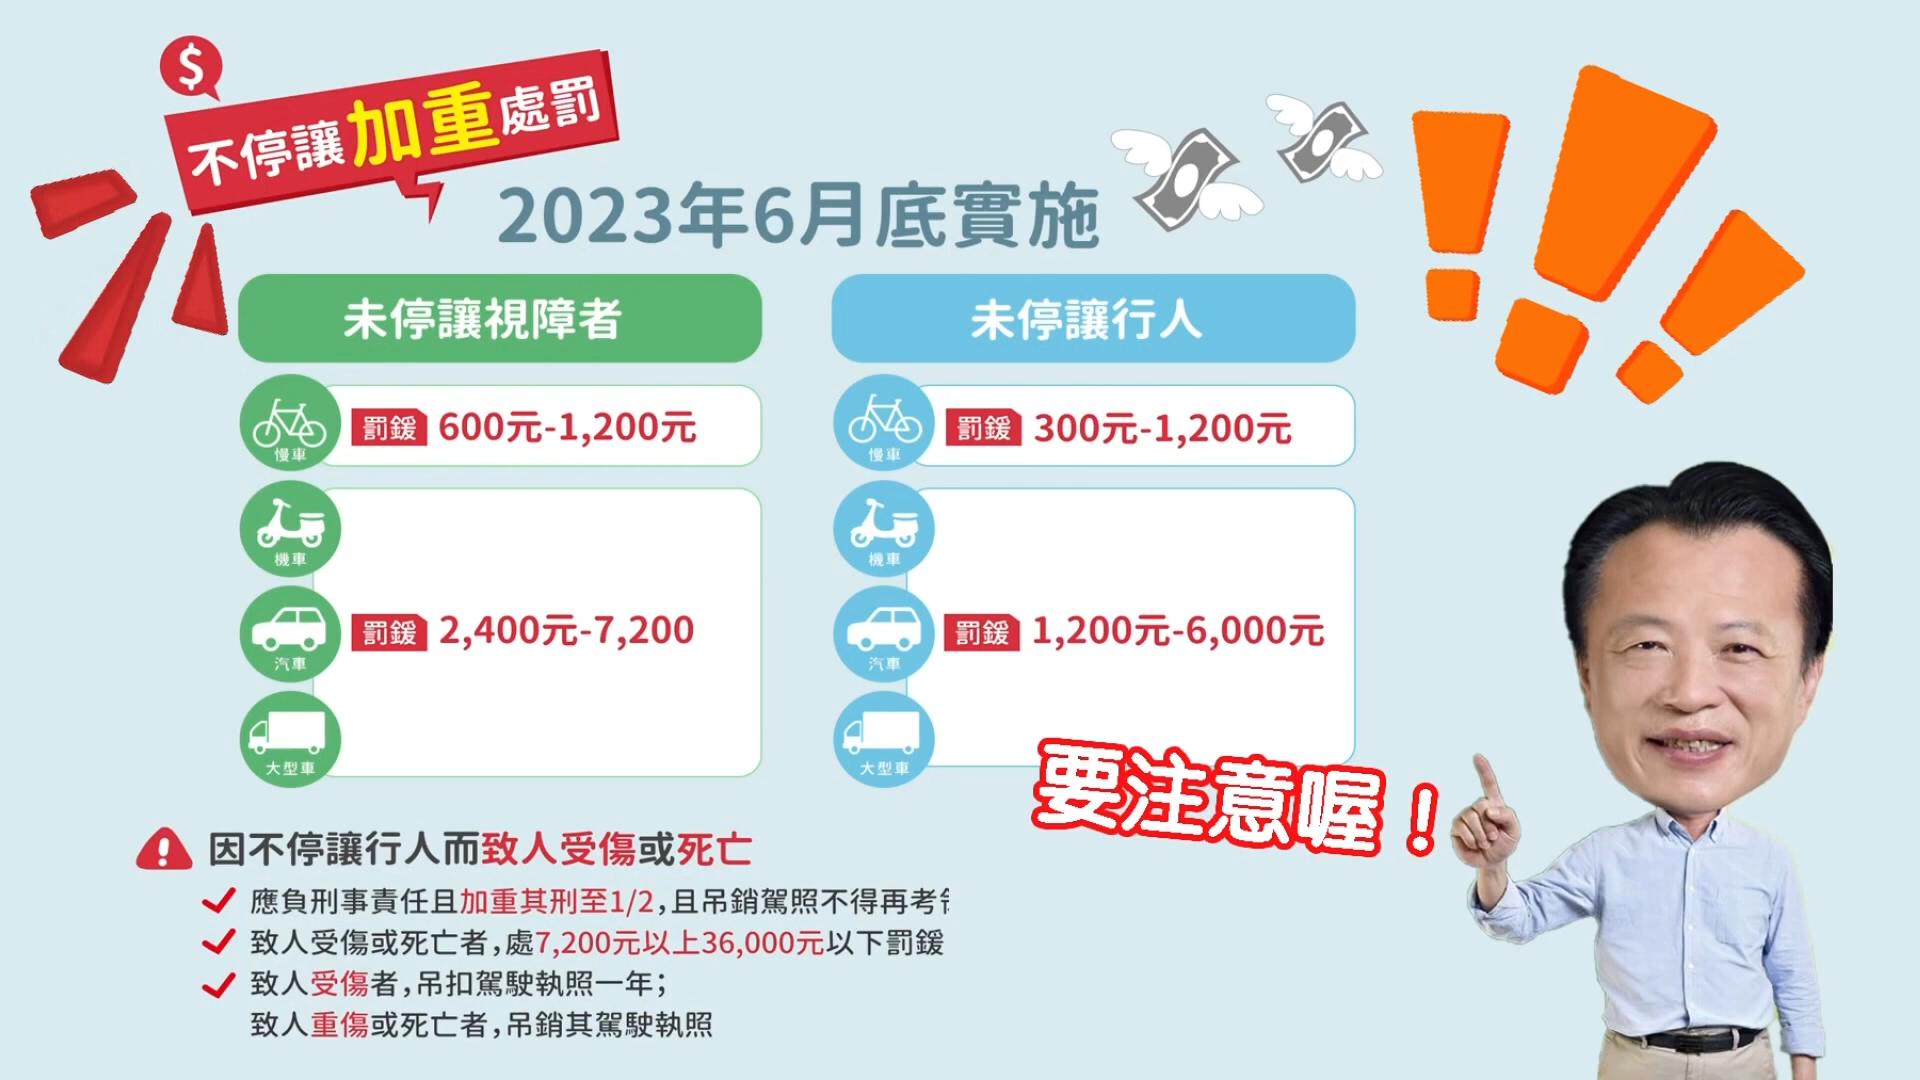 $
不停讓加重處罰
2023年6月底實施
未停讓視障者
慢車
罰鍰 600元-1,200元
機車
汽車
罰鍰 2,400元-7,200
大型車
未停讓行人
慢車
罰鍰 300元-1,200元
機車
汽車
罰鍰 1,200元-6,000元
大型車
要注意喔！
因不停讓行人而致人受傷或死亡
應負刑事責任且加重其刑至1/2，且吊銷駕照不得再考
致人受傷或死亡者，處7,200元以上36,000元以下罰鍰
致人受傷者，吊扣駕駛執照一年；
致人重傷或死亡者，吊銷其駕駛執照